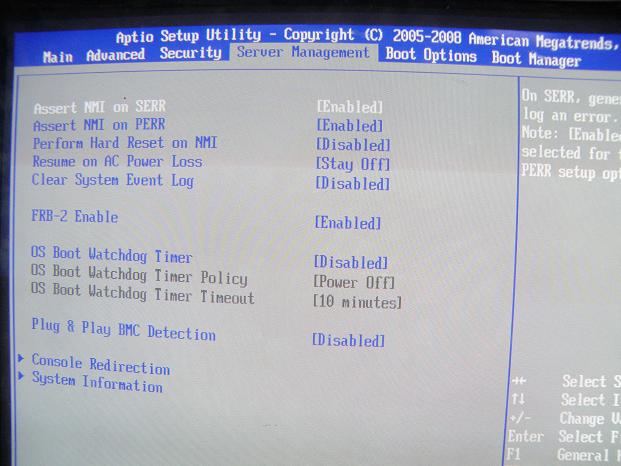 Aptio Setup Utility - Copyright (C) 2005-2008 American Megatrends,
Main Advanced Security Server Management Boot Options Boot Manager
Assert NMI on SERR [Enabled]
Assert NMI on PERR [Enabled]
Perform Hard Reset on NMI [Disabled]
Resume on AC Power Loss [Stay Off]
Clear System Event Log [Disabled]
FRB-2 Enable [Enabled]
OS Boot Watchdog Timer [Disabled]
OS Boot Watchdog Timer Policy [Power Off]
OS Boot Watchdog Timer Timeout [10 minutes]
Plug & Play BMC Detection [Disabled]
Console Redirection
System Information
On SERR, gene
log an error.
Note: [Enable
selected for t
PERR setup opt
Select S
↑↓ Select I
+/- Change V
Enter Select F
F1 General H